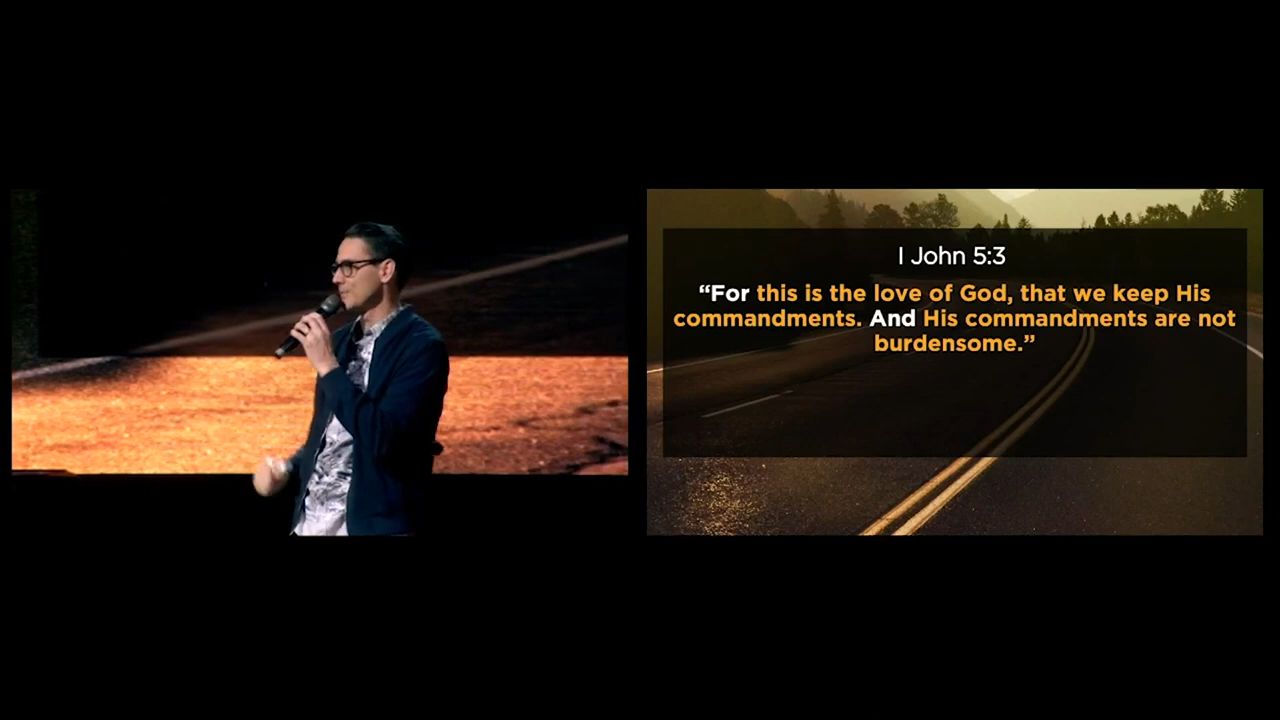 I John 5:3
“For this is the love of God, that we keep His
commandments. And His commandments are not
burdensome.”